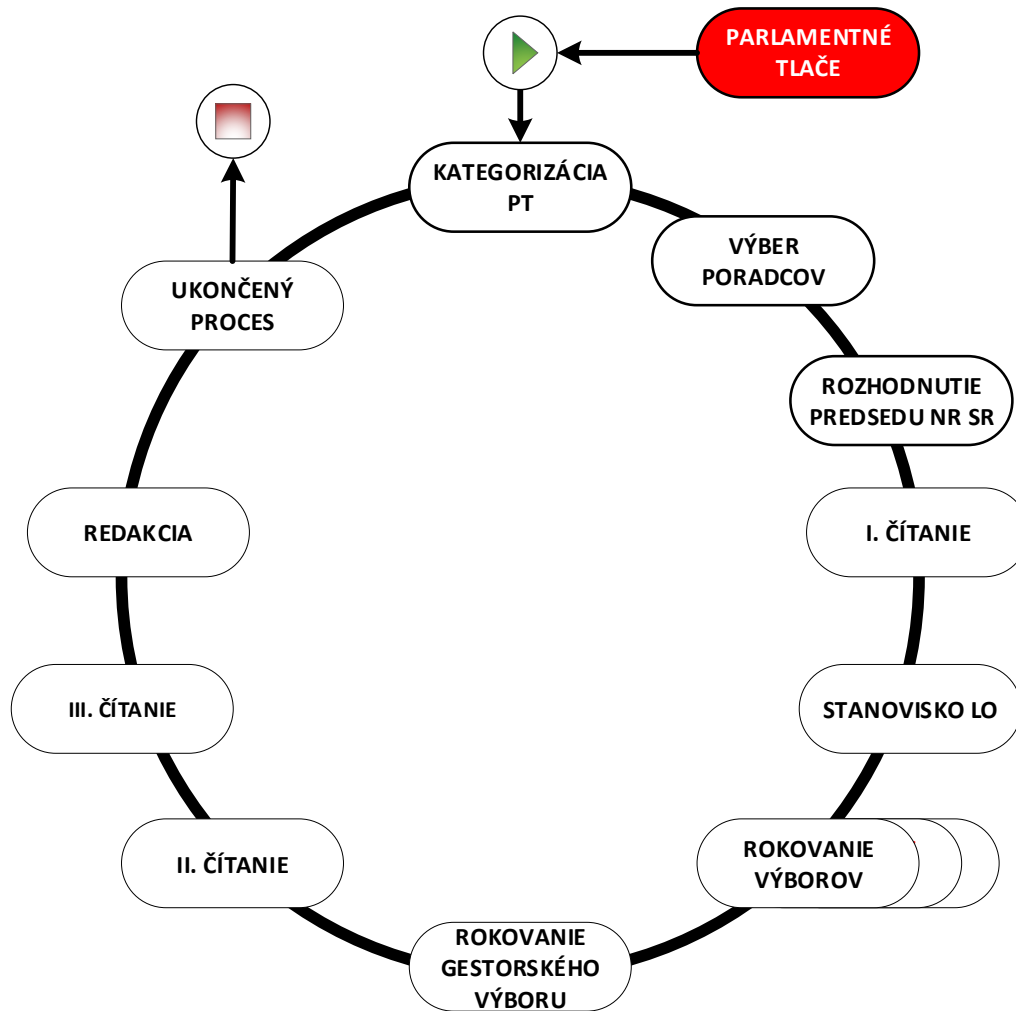 PARLAMENTNÉ
TLAČE
KATEGORIZÁCIA
PT
VÝBER
PORADCOV
ROZHODNUTIE
PREDSEDU NR SR
I. ČÍTANIE
STANOVISKO LO
ROKOVANIE
VÝBOROV
ROKOVANIE
GESTORSKÉHO
VÝBORU
II. ČÍTANIE
III. ČÍTANIE
REDAKCIA
UKONČENÝ
PROCES